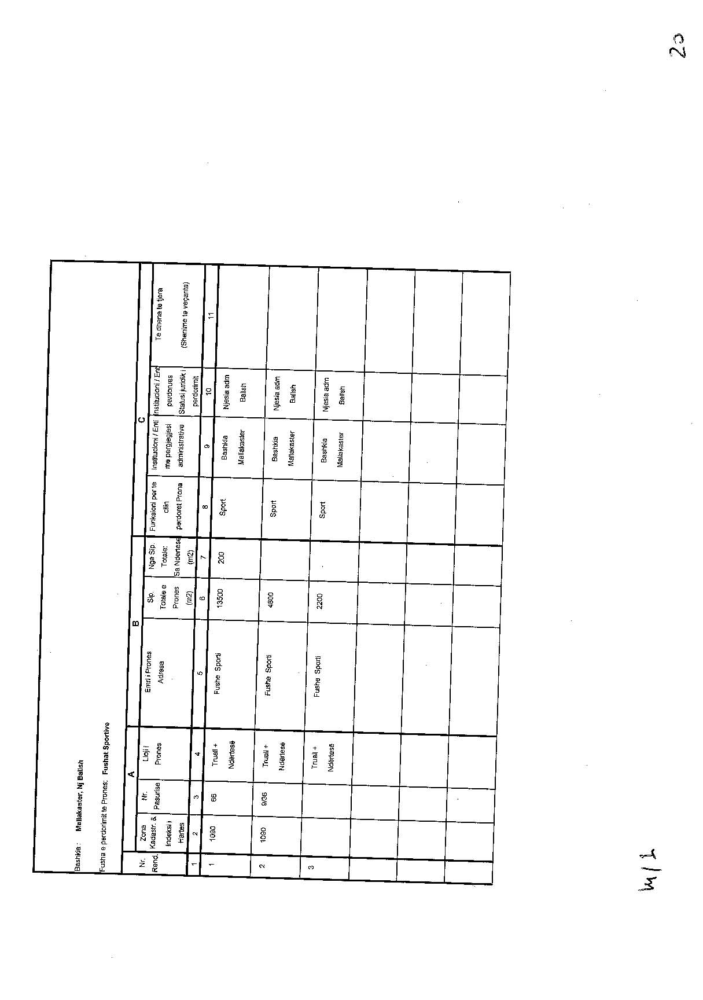 Bashkia : Mallakaster, Nj Ballsh
Fusha e perdorimit te Prones: Fushat Sportive
A B C
Nr. Rend. Zona Kadastr. & Indeksi i Hartes Nr. Pasurise Lloji i Prones Emri i Prones Adresa Sip. Totale e Prones (m2) Nga Sip. Totale: Sa Ndertese (m2) Funksioni per te cilin perdoret Prona Institucioni / Enti me pergjegjesi administrative Institucioni / Ent perdorues Statusi juridik i perdorimit Te dhena te tjera (Shenime te veçanta)
1 2 3 4 5 6 7 8 9 10 11
1 1090 66 Truall + Ndërtesë Fushe Sporti 13500 200 Sport Bashkia Mallakaster Njesia adm Ballsh
2 1090 9/36 Truall + Ndërtesë Fushe Sporti 4800 Sport Bashkia Mallakaster Njesia adm Ballsh
3 Truall + Ndërtesë Fushe Sporti 2200 Sport Bashkia Mallakaster Njesia adm Ballsh
20